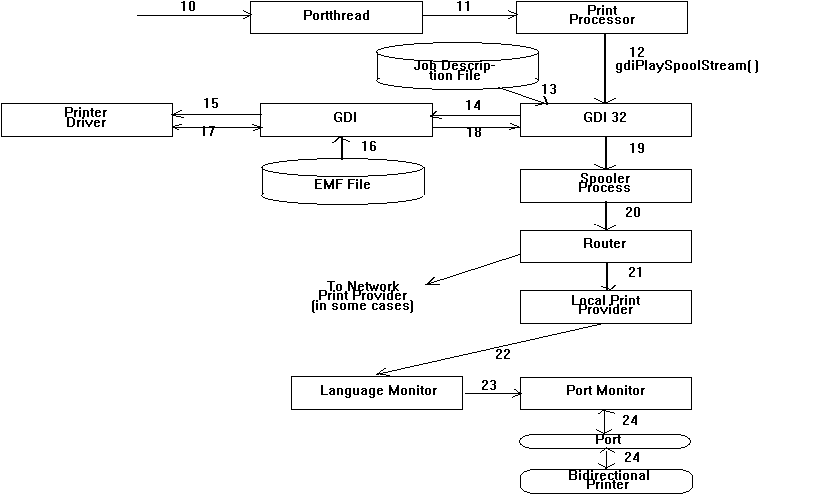 10
Portthread
11
Print
Processor
12
gdiPlaySpoolStream()
Job Descrip-
tion File
13
Printer
Driver
15
17
GDI
14
18
GDI 32
16
EMF File
19
Spooler
Process
20
Router
21
To Network
Print Provider
(in some cases)
Local Print
Provider
22
Language Monitor
23
Port Monitor
24
Port
24
Bidirectional
Printer